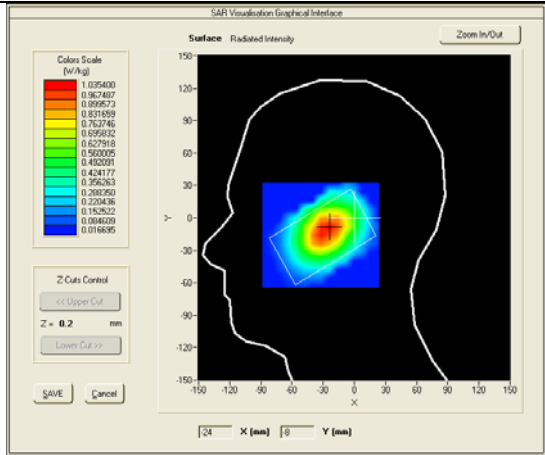 SAR Visualisation Graphical Interface
Surface Radiated Intensity
Zoom In/Out
Colors Scale
(W/kg)
1.035400
0.967487
0.899573
0.831659
0.763746
0.695832
0.627918
0.560005
0.492091
0.424177
0.356263
0.288350
0.220436
0.152522
0.084609
0.016695
Z-Cuts Control
<< Upper Cut
Z = 0.2 mm
Lower Cut >>
SAVE Cancel
150
120
90
60
30
Y 0
-30
-60
-90
-120
-150
-150 -120 -90 -60 -30 0 30 60 90 120 150
X
-24 X (mm) -8 Y (mm)